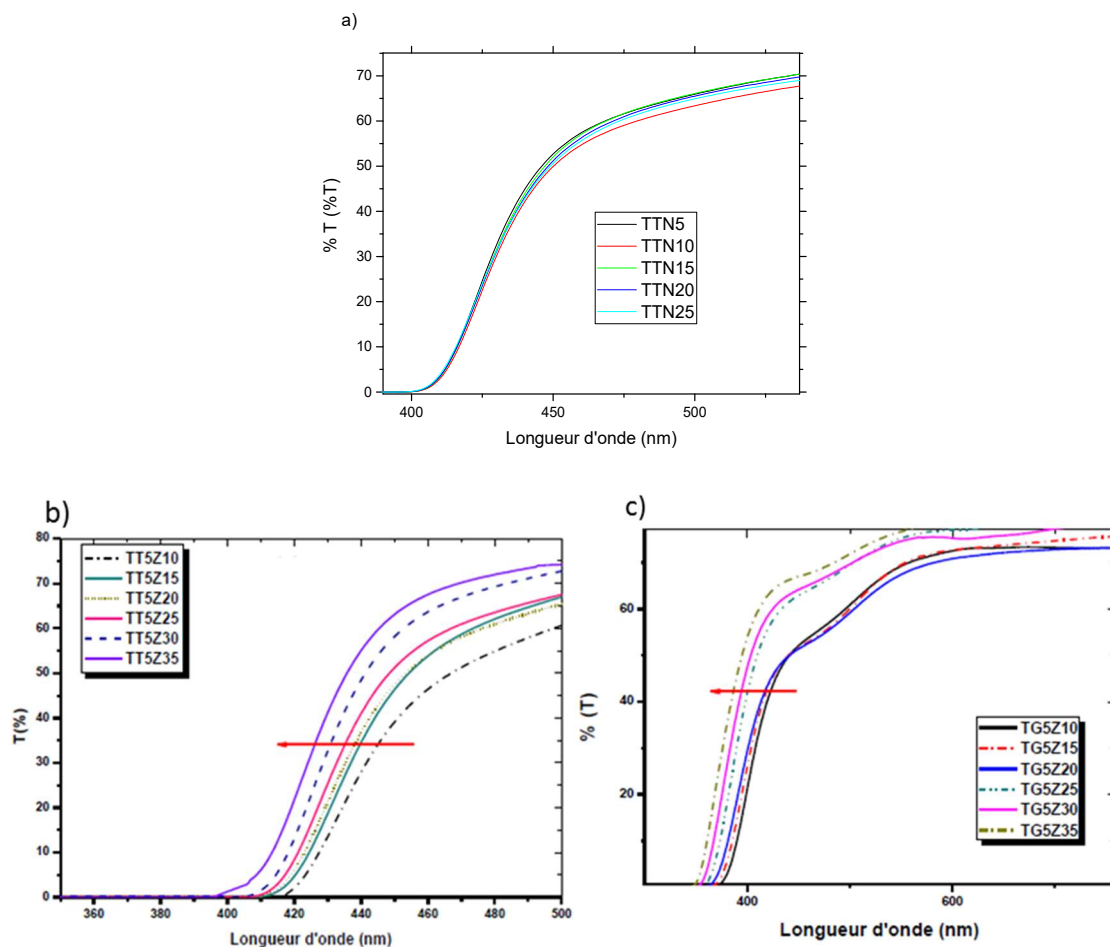 a)
70
60
50
40
30
20
10
0
% T (%T)
TTN5
TTN10
TTN15
TTN20
TTN25
400
450
500
Longueur d'onde (nm)
b)
80
70
60
50
40
30
20
10
0
T(%)
TT5Z10
TT5Z15
TT5Z20
TT5Z25
TT5Z30
TT5Z35
360
380
400
420
440
460
480
500
Longueur d'onde (nm)
c)
60
40
20
% (T)
TG5Z10
TG5Z15
TG5Z20
TG5Z25
TG5Z30
TG5Z35
400
600
Longueur d'onde (nm)